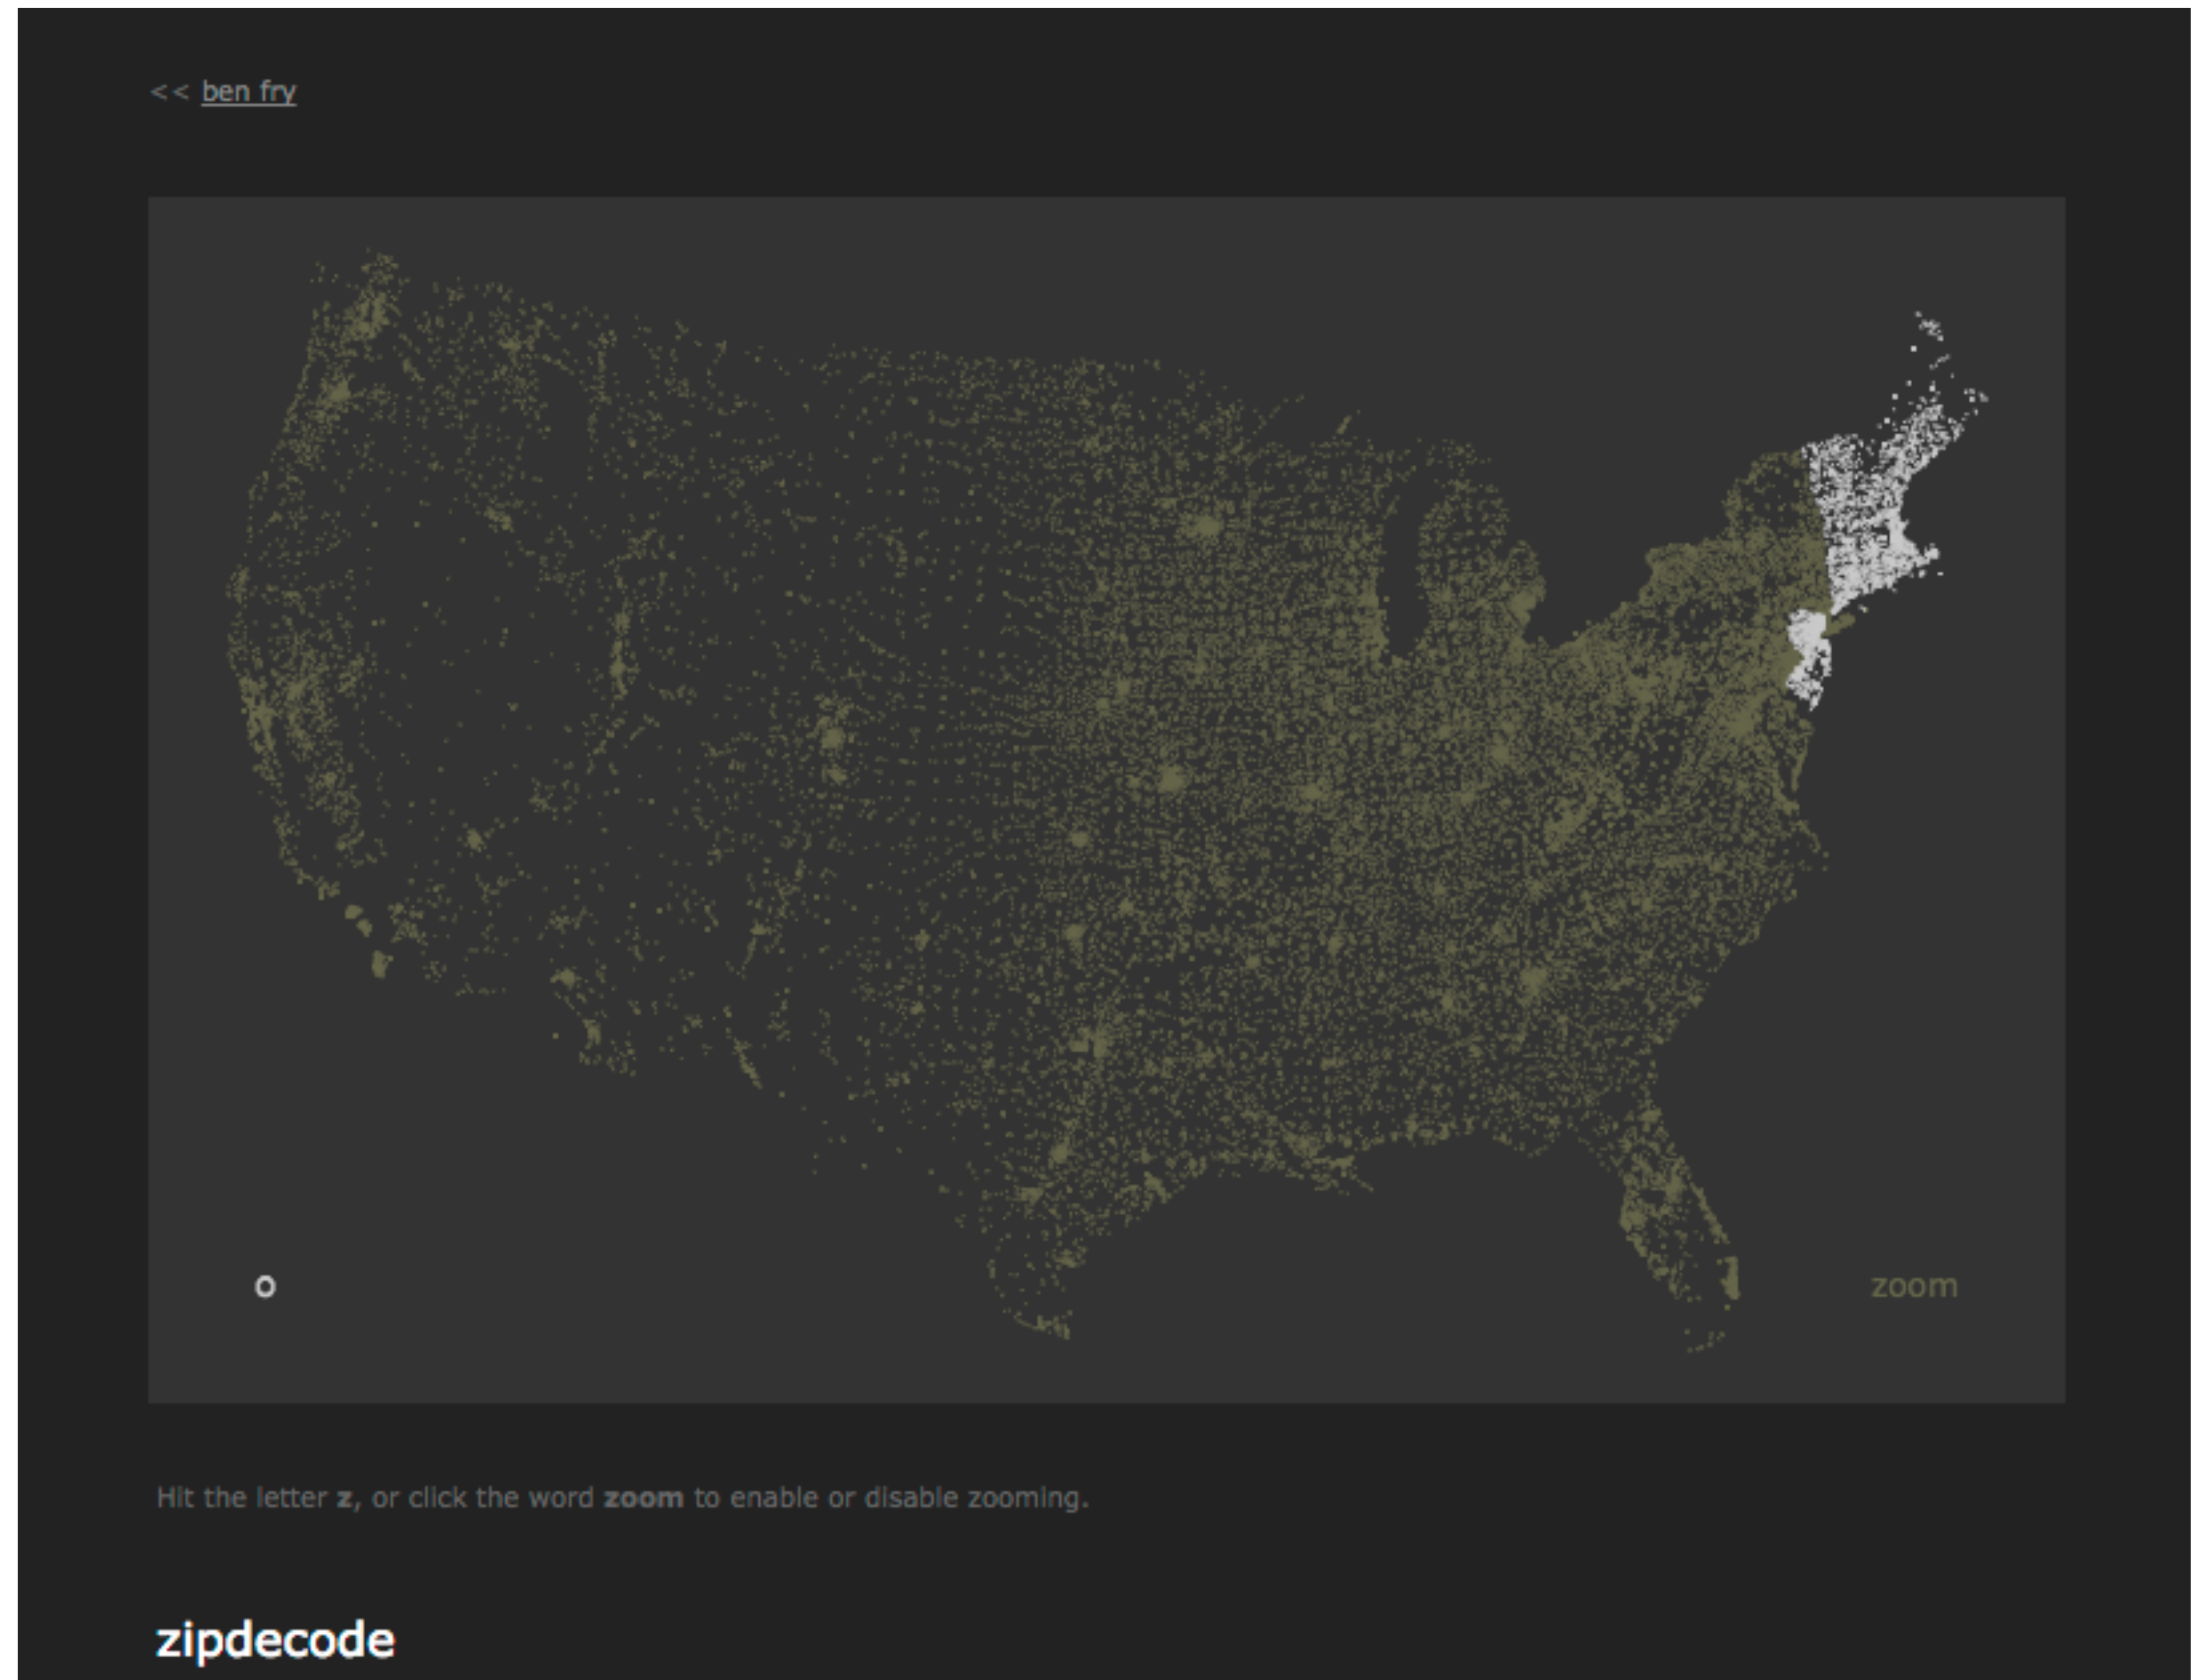 << ben fry
0
zoom
Hit the letter z, or click the word zoom to enable or disable zooming.
zipdecode